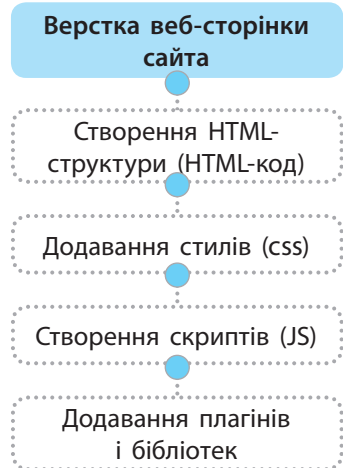 Верстка веб-сторінки
сайта
Створення HTML-
структури (HTML-код)
Додавання стилів (css)
Створення скриптів (JS)
Додавання плагінів
і бібліотек